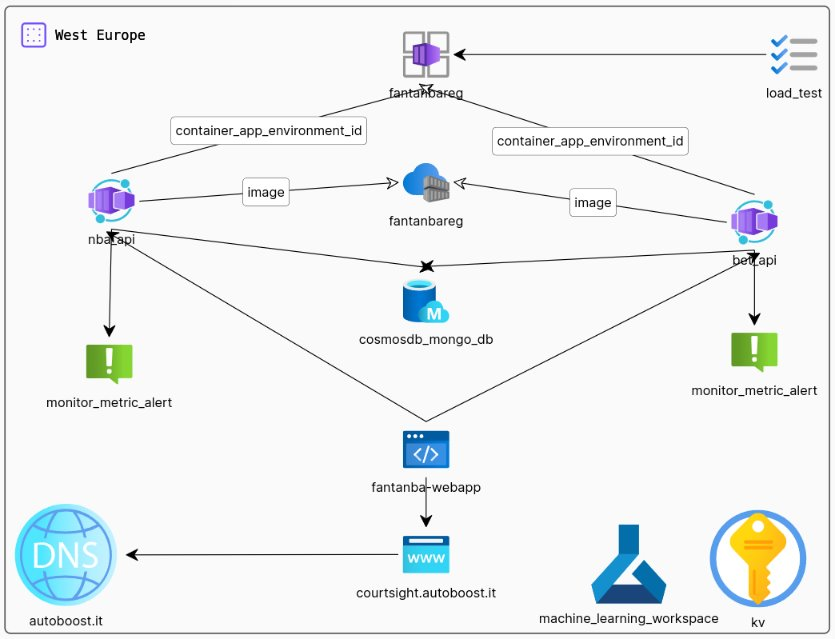 West Europe
fantanbareg
load_test
container_app_environment_id
container_app_environment_id
image
image
fantanbareg
nba_api
bet_api
cosmosdb_mongo_db
monitor_metric_alert
monitor_metric_alert
M
fantanba-webapp
DNS
www
courtsight.autoboost.it
autoboost.it
machine_learning_workspace
kv